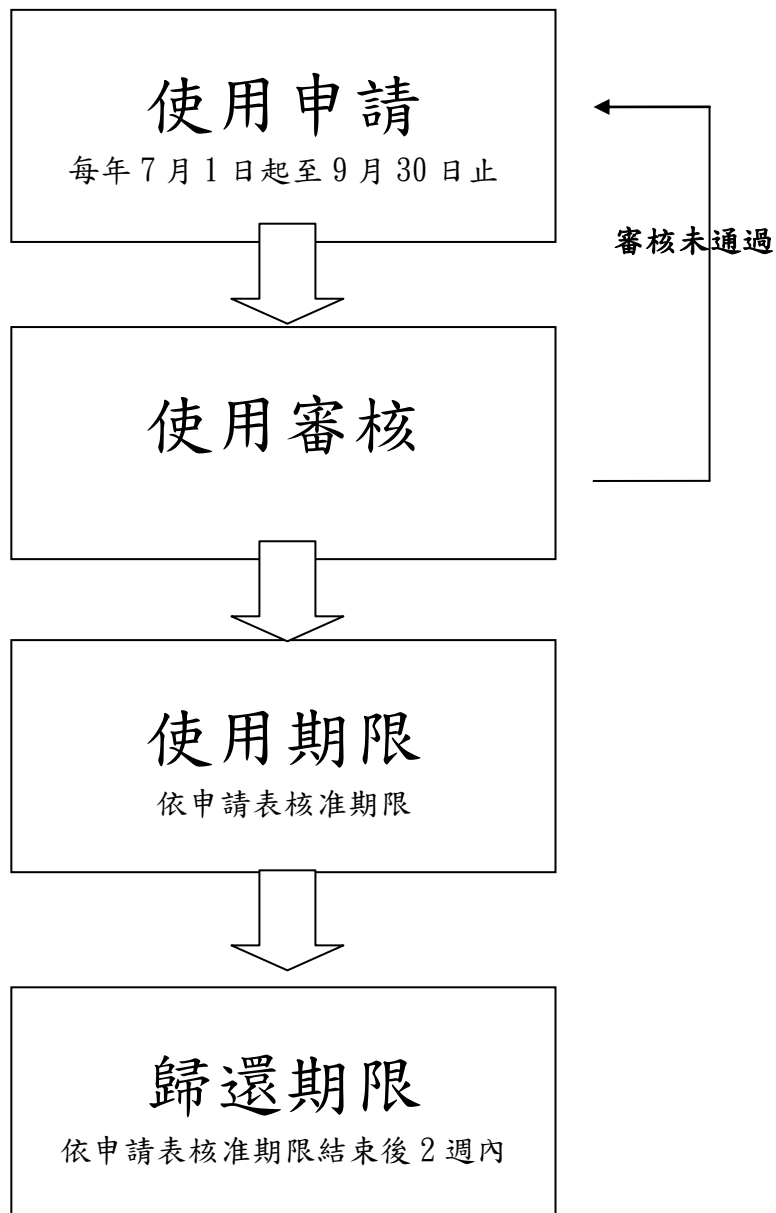 使用申請
每年 7 月 1 日起至 9 月 30 日止
審核未通過
使用審核
使用期限
依申請表核准期限
歸還期限
依申請表核准期限結束後 2 週內